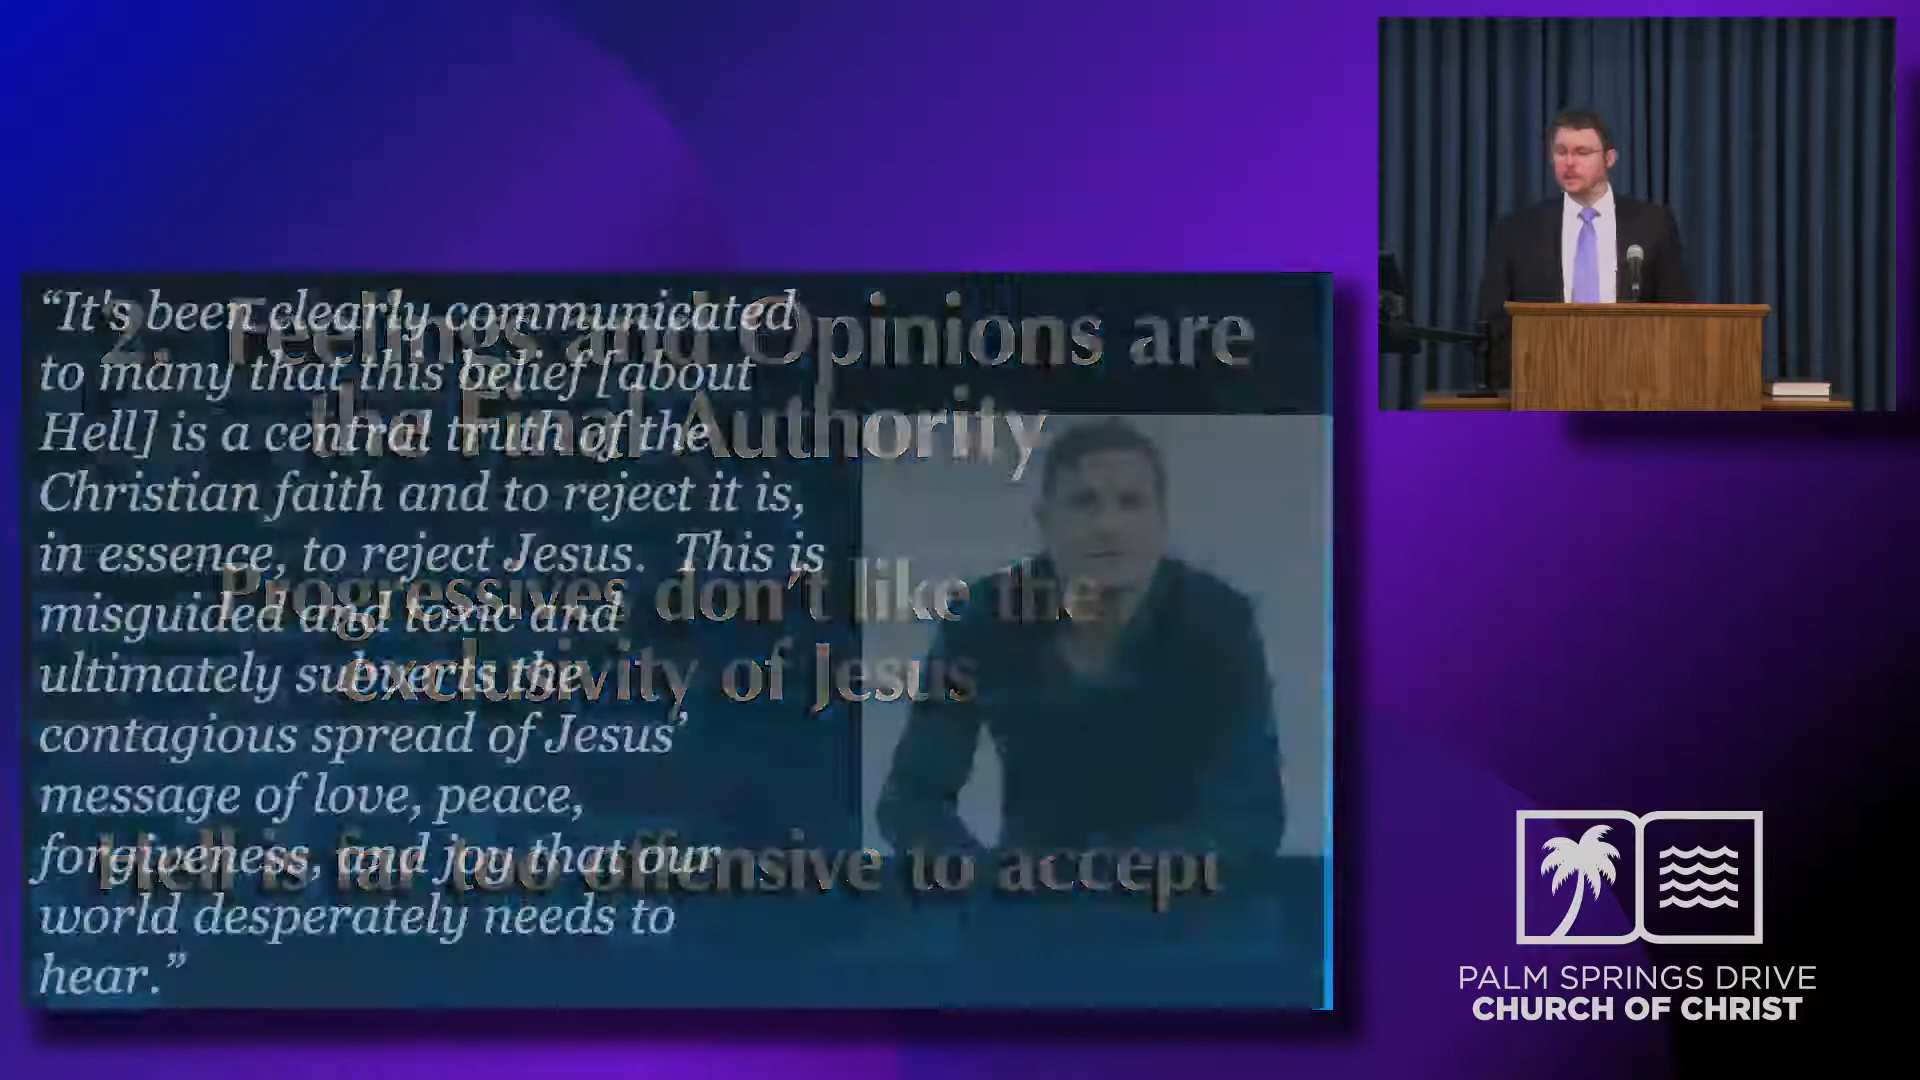 “It's been clearly communicated
to many that this belief [about
Hell] is a central truth of the
Christian faith and to reject it is,
in essence, to reject Jesus.  This is
misguided and toxic and
ultimately subverts the
contagious spread of Jesus’
message of love, peace,
forgiveness, and joy that our
world desperately needs to
hear.”
2. Feelings and Opinions are
the Final Authority
Progressives don’t like the
exclusivity of Jesus
Hell is far too offensive to accept
PALM SPRINGS DRIVE
CHURCH OF CHRIST